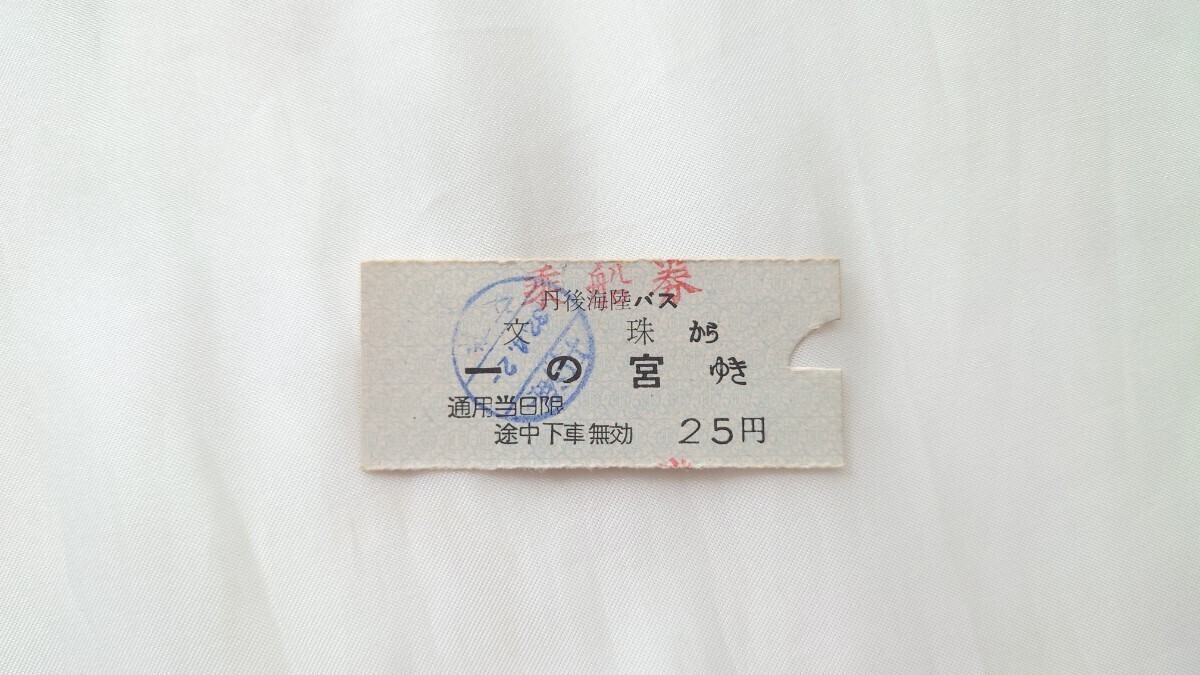 乗船券
丹後海陸バス
文珠から
一の宮ゆき
通用当日限
途中下車無効 25円